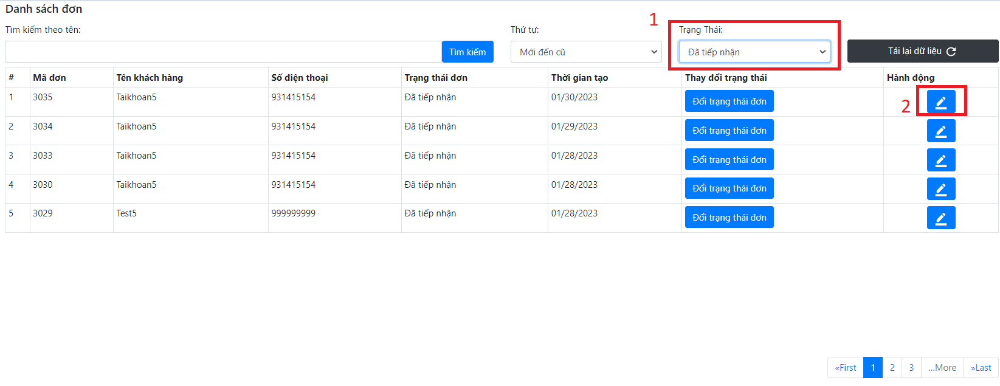 Danh sách đơn
1
Tìm kiếm theo tên: Thứ tự: Trạng Thái:
Tìm kiếm Mới đến cũ Đã tiếp nhận Tải lại dữ liệu
# Mã đơn Tên khách hàng Số điện thoại Trạng thái đơn Thời gian tạo Thay đổi trạng thái Hành động
1 3035 Taikhoan5 931415154 Đã tiếp nhận 01/30/2023 Đổi trạng thái đơn 2
2 3034 Taikhoan5 931415154 Đã tiếp nhận 01/29/2023 Đổi trạng thái đơn
3 3033 Taikhoan5 931415154 Đã tiếp nhận 01/28/2023 Đổi trạng thái đơn
4 3030 Taikhoan5 931415154 Đã tiếp nhận 01/28/2023 Đổi trạng thái đơn
5 3029 Test5 999999999 Đã tiếp nhận 01/28/2023 Đổi trạng thái đơn
«First 1 2 3 ...More »Last